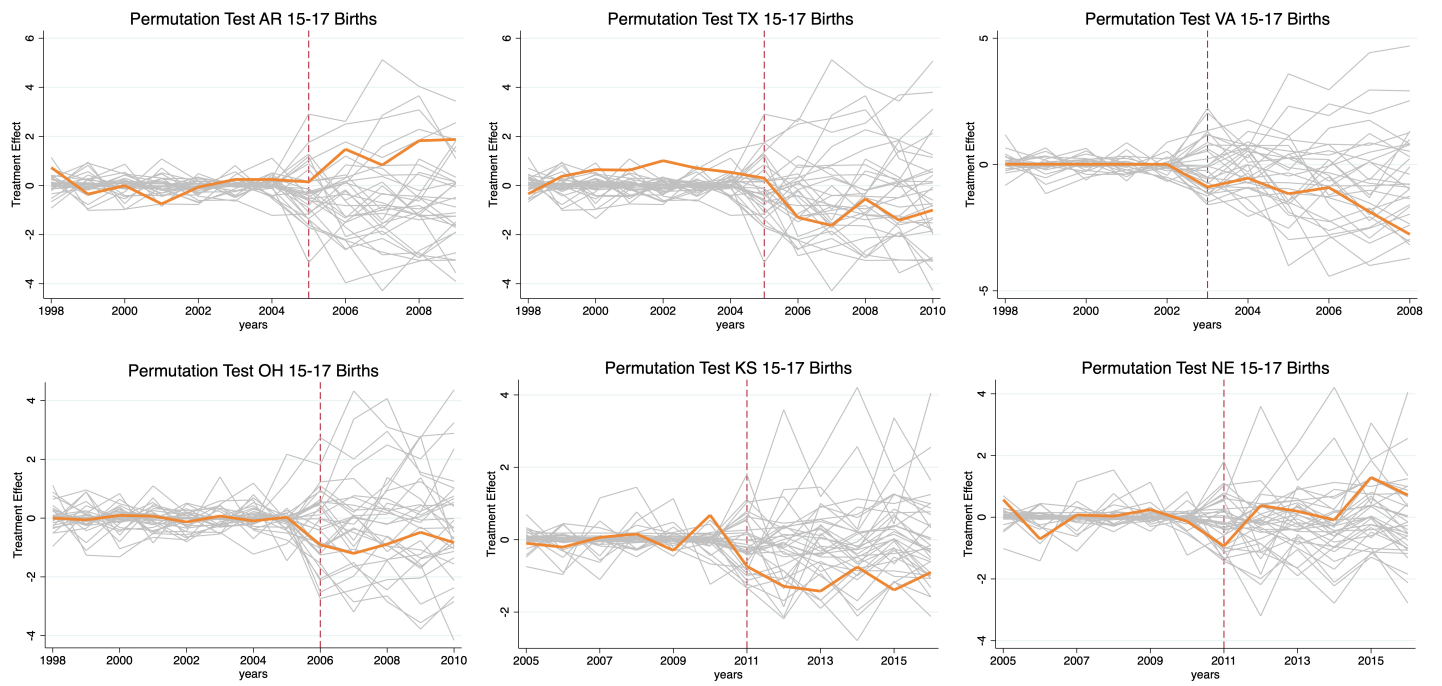 Permutation Test AR 15-17 Births
Treatment Effect
6
4
2
0
-2
-4
1998 2000 2002 2004 2006 2008
years
Permutation Test TX 15-17 Births
Treatment Effect
6
4
2
0
-2
-4
1998 2000 2002 2004 2006 2008 2010
years
Permutation Test VA 15-17 Births
Treatment Effect
5
0
-5
1998 2000 2002 2004 2006 2008
years
Permutation Test OH 15-17 Births
Treatment Effect
4
2
0
-2
-4
1998 2000 2002 2004 2006 2008 2010
years
Permutation Test KS 15-17 Births
Treatment Effect
4
2
0
-2
2005 2007 2009 2011 2013 2015
years
Permutation Test NE 15-17 Births
Treatment Effect
4
2
0
-2
-4
2005 2007 2009 2011 2013 2015
years